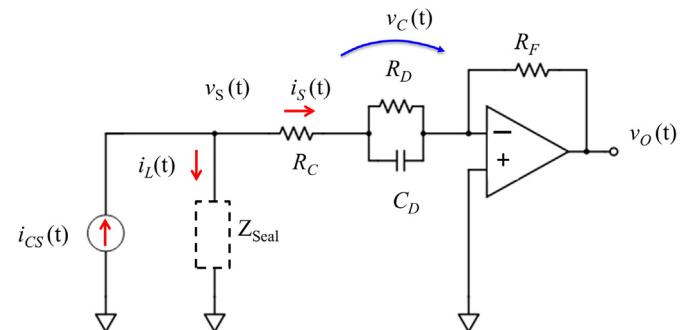 v_C(t)
R_F
R_D
v_S(t) i_S(t)
− v_O(t)
i_L(t) R_C +
C_D
i_CS(t) Z_Seal